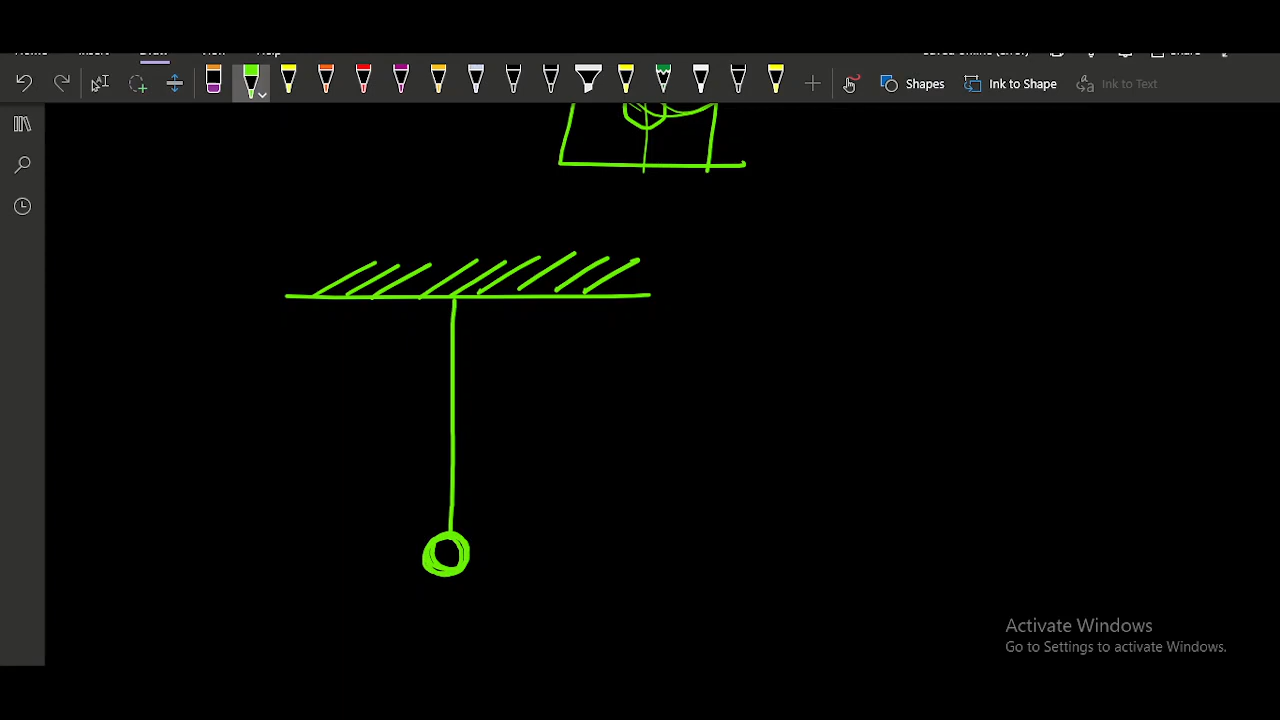 Shapes
Ink to Shape
Ink to Text
Activate Windows
Go to Settings to activate Windows.